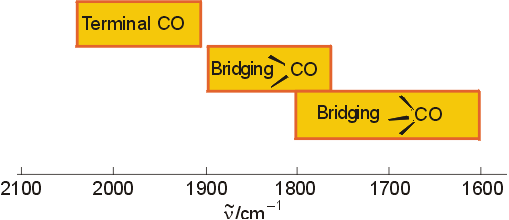 Terminal CO
Bridging CO
Bridging CO
2100 2000 1900 1800 1700 1600
ṽ/cm⁻¹